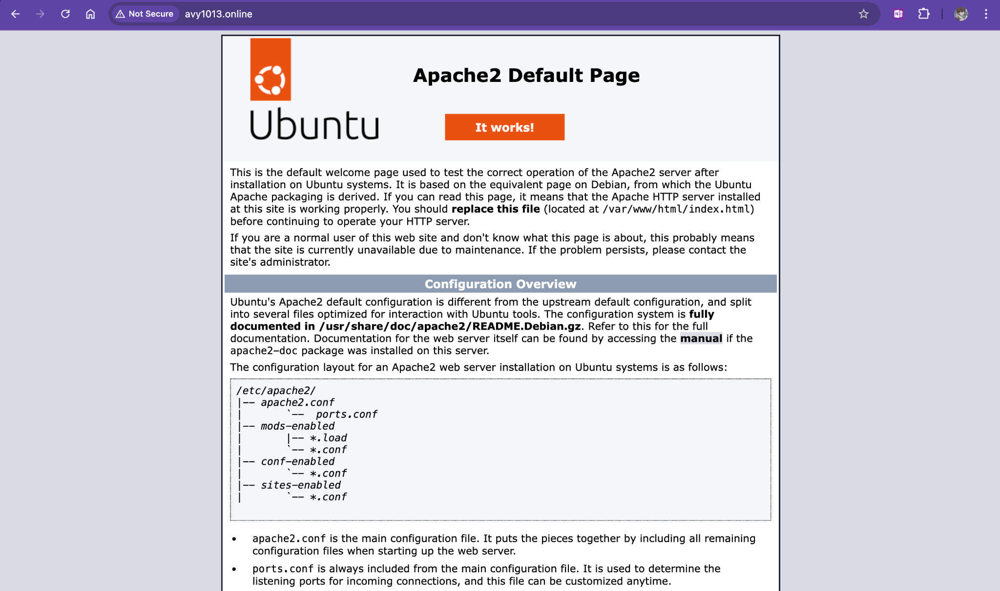 Not Secure avy1013.online
Apache2 Default Page
Ubuntu
It works!
This is the default welcome page used to test the correct operation of the Apache2 server after
installation on Ubuntu systems. It is based on the equivalent page on Debian, from which the Ubuntu
Apache packaging is derived. If you can read this page, it means that the Apache HTTP server installed
at this site is working properly. You should replace this file (located at /var/www/html/index.html)
before continuing to operate your HTTP server.
If you are a normal user of this web site and don't know what this page is about, this probably means
that the site is currently unavailable due to maintenance. If the problem persists, please contact the
site's administrator.
Configuration Overview
Ubuntu's Apache2 default configuration is different from the upstream default configuration, and split
into several files optimized for interaction with Ubuntu tools. The configuration system is fully
documented in /usr/share/doc/apache2/README.Debian.gz. Refer to this for the full
documentation. Documentation for the web server itself can be found by accessing the manual if the
apache2-doc package was installed on this server.
The configuration layout for an Apache2 web server installation on Ubuntu systems is as follows:
/etc/apache2/
|-- apache2.conf
|       `--  ports.conf
|-- mods-enabled
|       |-- *.load
|       `-- *.conf
|-- conf-enabled
|       `-- *.conf
|-- sites-enabled
|       `-- *.conf
• apache2.conf is the main configuration file. It puts the pieces together by including all remaining
configuration files when starting up the web server.
• ports.conf is always included from the main configuration file. It is used to determine the
listening ports for incoming connections, and this file can be customized anytime.